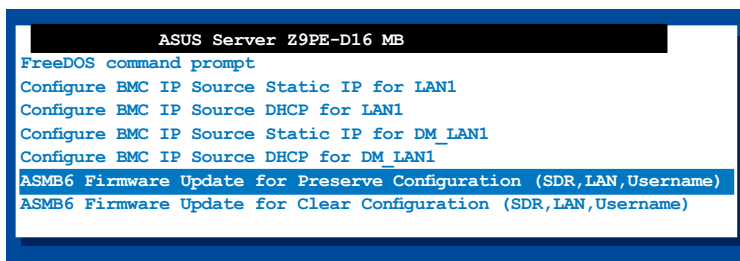 ASUS Server Z9PE-D16 MB
FreeDOS command prompt
Configure BMC IP Source Static IP for LAN1
Configure BMC IP Source DHCP for LAN1
Configure BMC IP Source Static IP for DM_LAN1
Configure BMC IP Source DHCP for DM_LAN1
ASMB6 Firmware Update for Preserve Configuration (SDR,LAN,Username)
ASMB6 Firmware Update for Clear Configuration (SDR,LAN,Username)